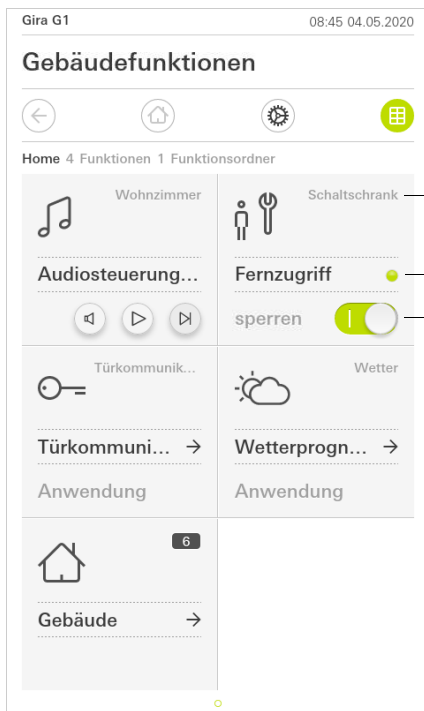 Gira G1 08:45 04.05.2020
Gebäudefunktionen
Home 4 Funktionen 1 Funktionsordner
Wohnzimmer
Audiosteuerung...
Schaltschrank
Fernzugriff
sperren
Türkommunik...
Türkommuni...
Anwendung
Wetter
Wetterprogn...
Anwendung
6
Gebäude